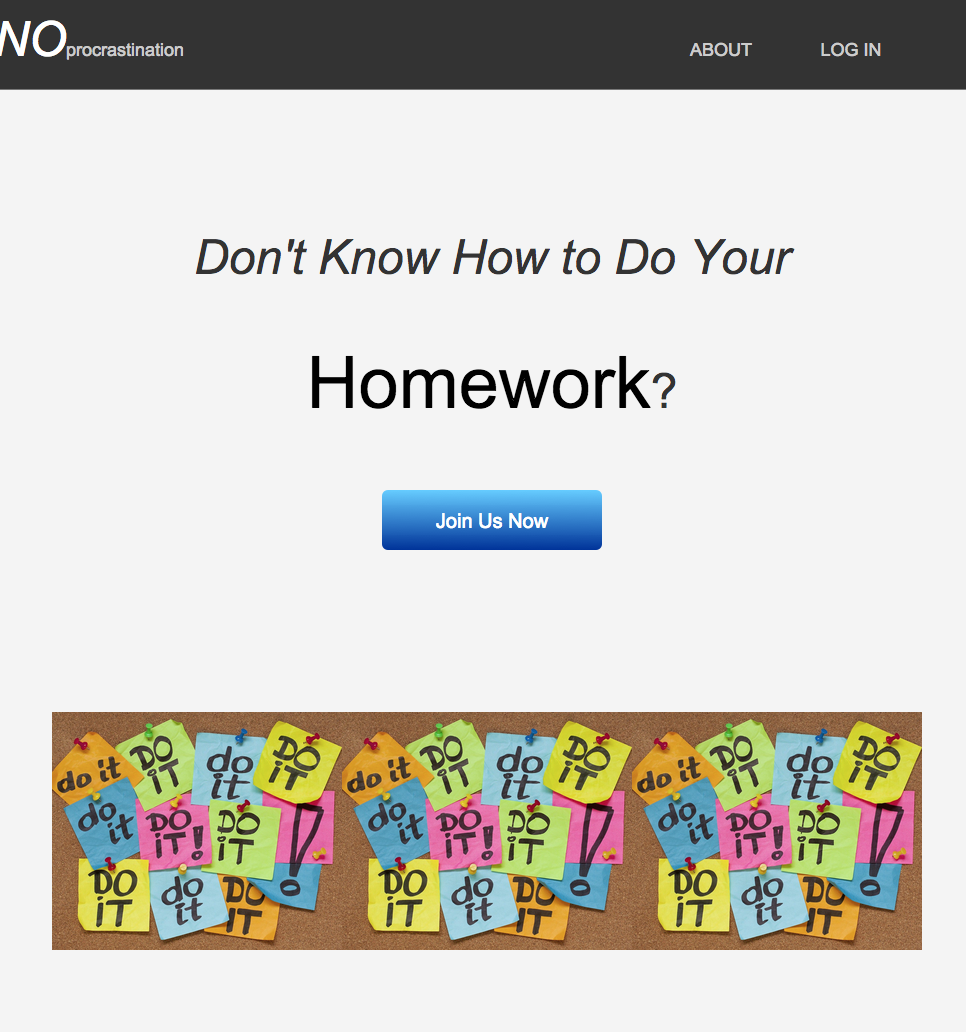 NOprocrastination
ABOUT
LOG IN
Don't Know How to Do Your
Homework?
Join Us Now
do it
DO
iT
do
it
DO
iT
do
it
DO
iT!
DO
iT
!
DO
iT
do
it
DO
IT
do it
DO
iT
do
it
DO
iT
do
it
DO
iT!
DO
iT
!
DO
iT
do
it
DO
IT
do it
DO
iT
do
it
DO
iT
do
it
DO
iT!
DO
iT
!
DO
iT
do
it
DO
IT